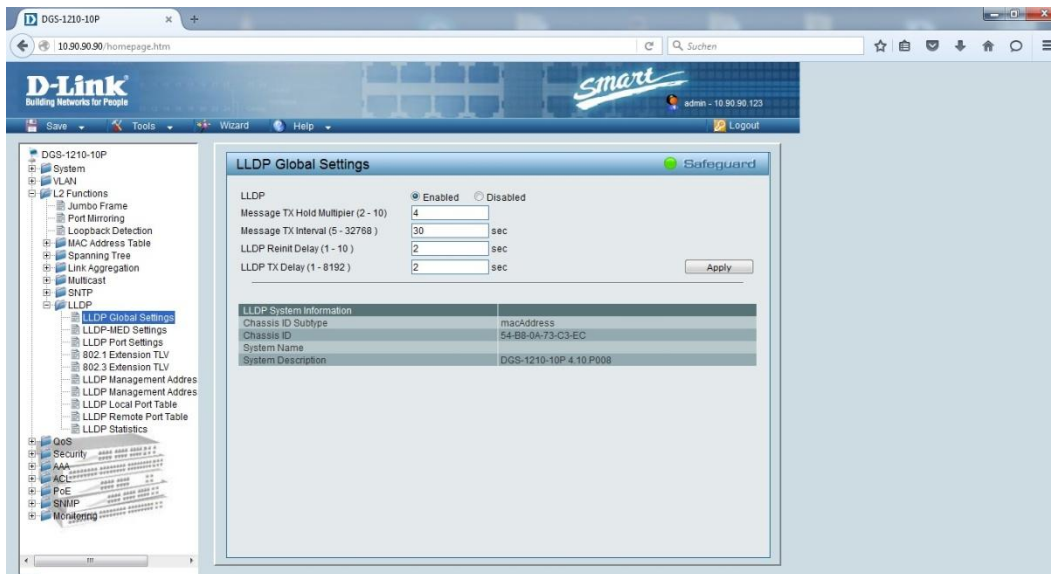 DGS-1210-10P
10.90.90.90/homepage.htm
Suchen
D-Link
Building Networks for People
smart
admin - 10.90.90.123
Save
Tools
Wizard
Help
Logout
DGS-1210-10P
System
VLAN
L2 Functions
Jumbo Frame
Port Mirroring
Loopback Detection
MAC Address Table
Spanning Tree
Link Aggregation
Multicast
SNTP
LLDP
LLDP Global Settings
LLDP-MED Settings
LLDP Port Settings
802.1 Extension TLV
802.3 Extension TLV
LLDP Management Addres
LLDP Management Addres
LLDP Local Port Table
LLDP Remote Port Table
LLDP Statistics
QoS
Security
AAA
ACL
PoE
SNMP
Monitoring
LLDP Global Settings
Safeguard
LLDP Enabled Disabled
Message TX Hold Multipier (2 - 10) 4
Message TX Interval (5 - 32768 ) 30 sec
LLDP Reinit Delay (1 - 10 ) 2 sec
LLDP TX Delay (1 - 8192 ) 2 sec
Apply
LLDP System Information
Chassis ID Subtype macAddress
Chassis ID 54-B8-0A-73-C3-EC
System Name
System Description DGS-1210-10P 4.10.P008